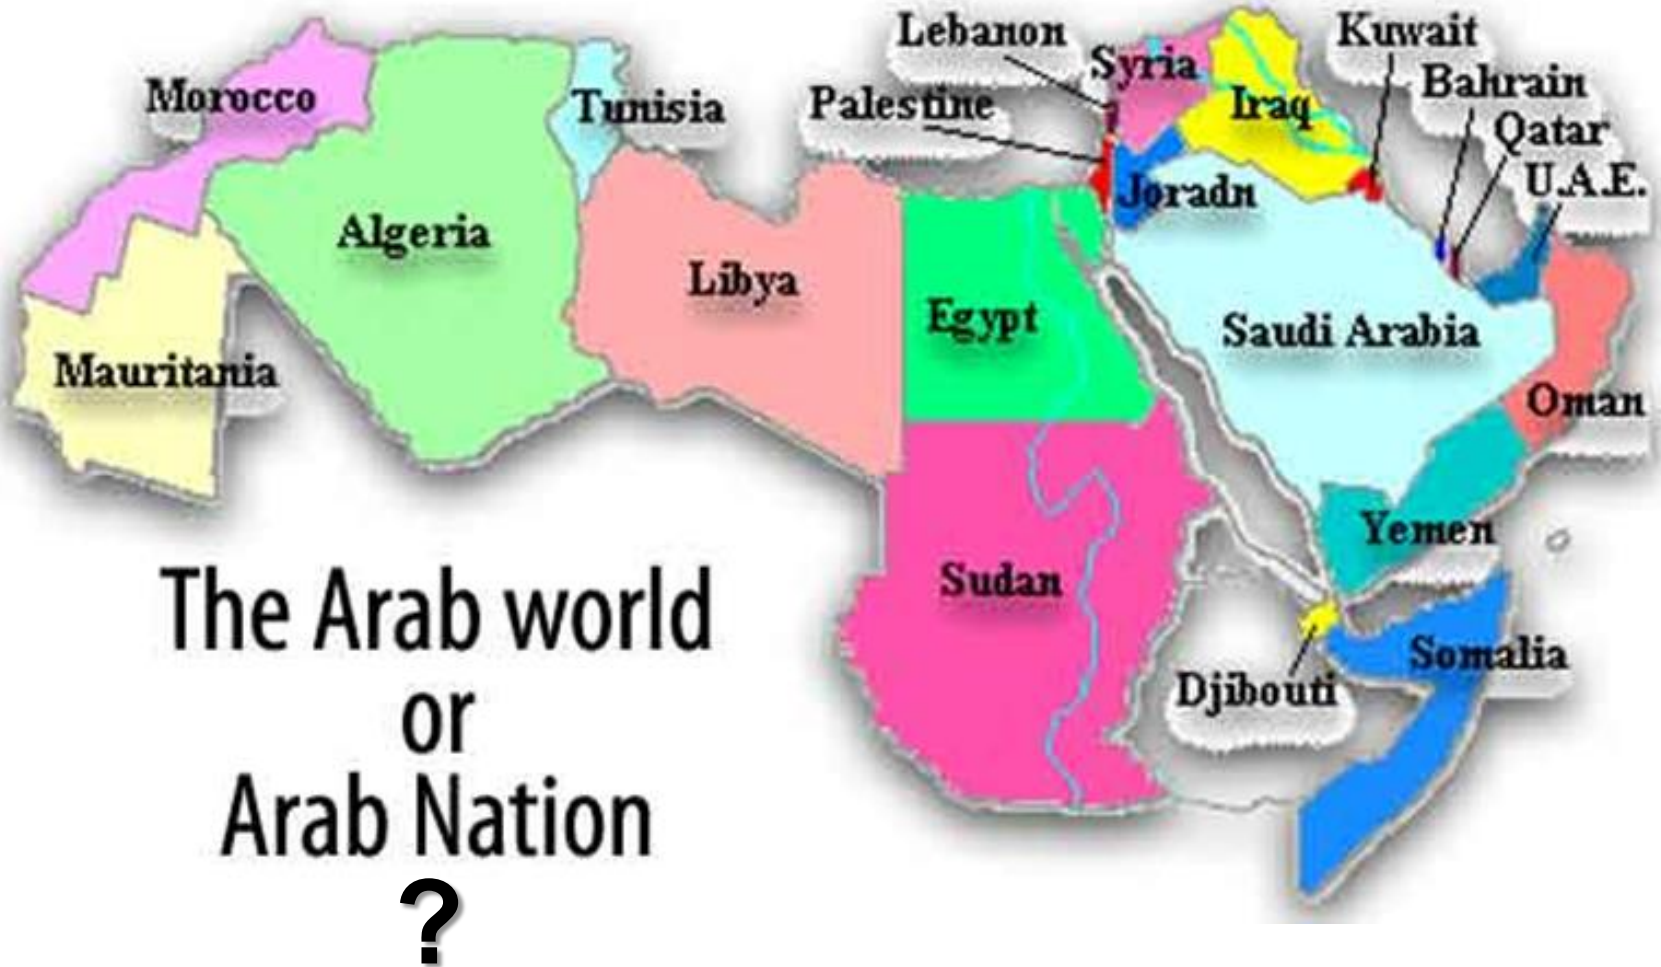 Lebanon
Kuwait
Syria
Bahrain
Morocco
Tunisia
Palestine
Iraq
Qatar
U.A.E.
Joradn
Algeria
Libya
Egypt
Saudi Arabia
Mauritania
Oman
Yemen
Sudan
Somalia
Djibouti
The Arab world
or
Arab Nation
?